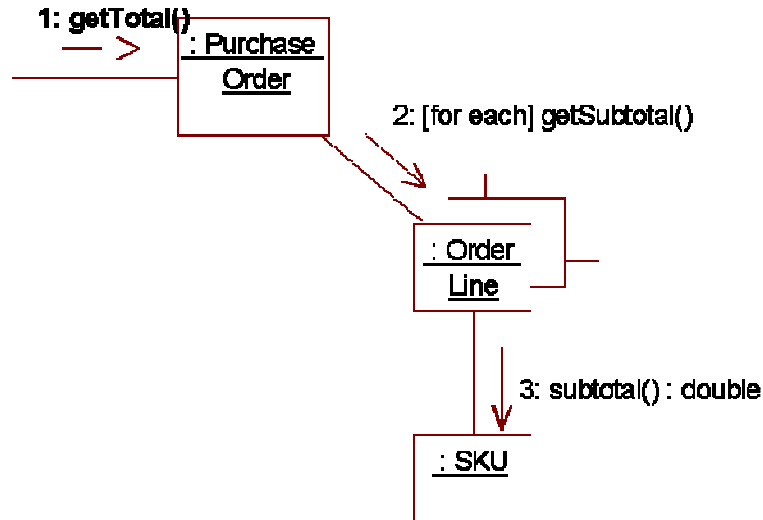 1: getTotal()
: Purchase
Order
2: [for each] getSubtotal()
: Order
Line
3: subtotal() : double
: SKU